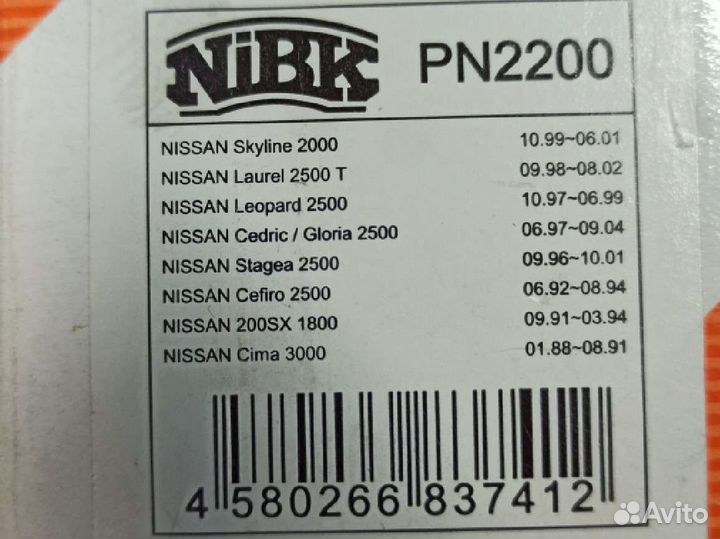 NiBK PN2200
NISSAN Skyline 2000 10.99~06.01
NISSAN Laurel 2500 T 09.98~08.02
NISSAN Leopard 2500 10.97~06.99
NISSAN Cedric / Gloria 2500 06.97~09.04
NISSAN Stagea 2500 09.96~10.01
NISSAN Cefiro 2500 06.92~08.94
NISSAN 200SX 1800 09.91~03.94
NISSAN Cima 3000 01.88~08.91
4 580266 837412
Avito